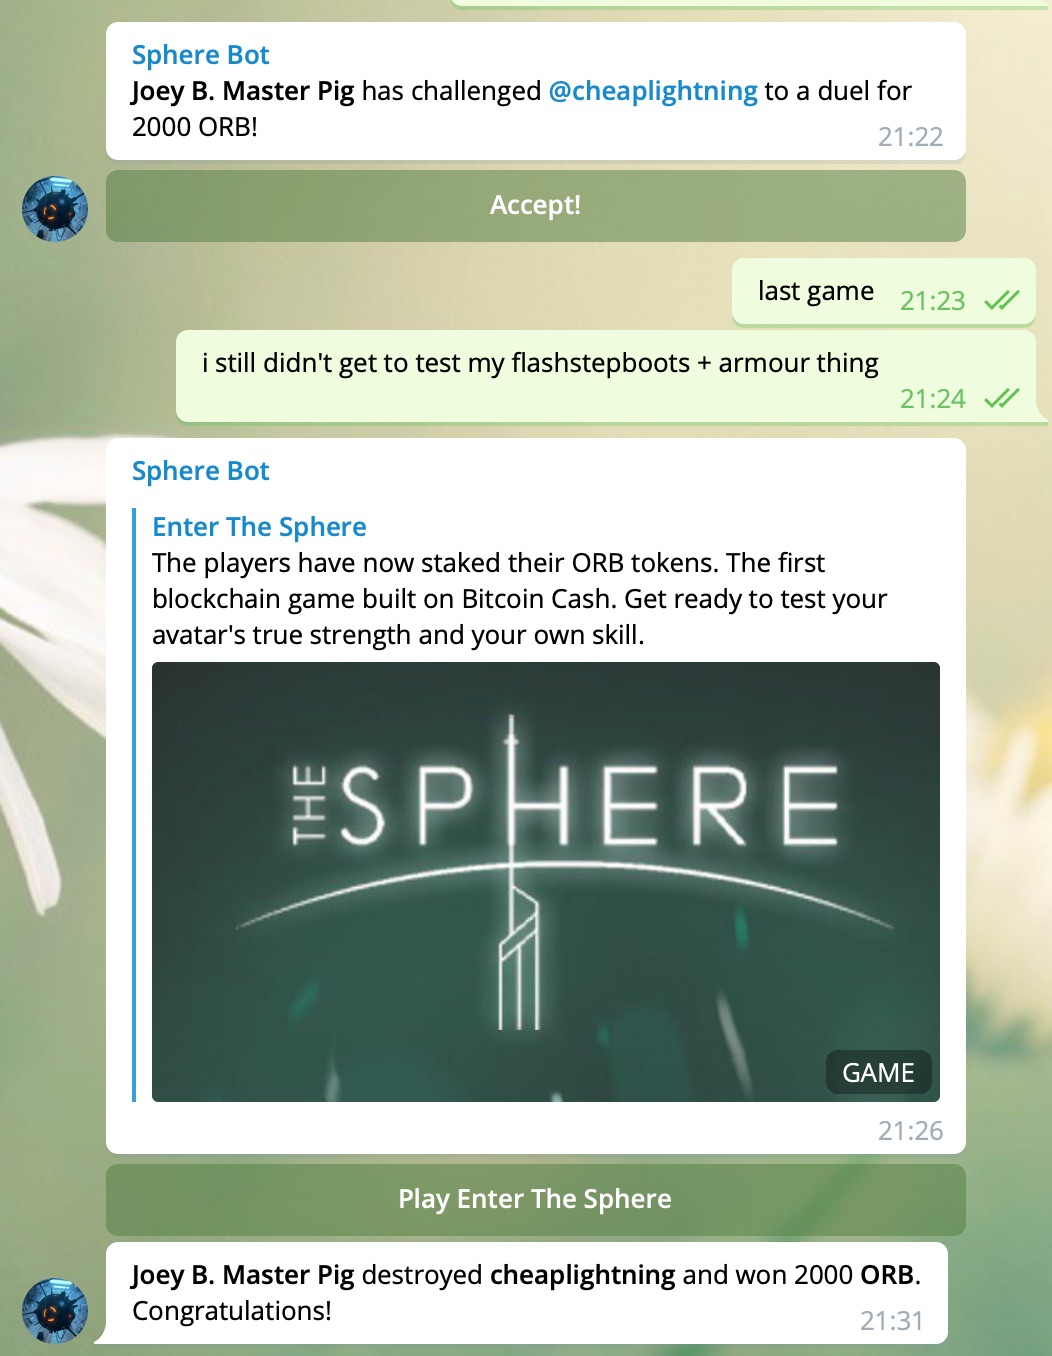 Sphere Bot
Joey B. Master Pig has challenged @cheaplightning to a duel for
2000 ORB!
21:22
Accept!
last game
21:23
i still didn't get to test my flashstepboots + armour thing
21:24
Sphere Bot
Enter The Sphere
The players have now staked their ORB tokens. The first
blockchain game built on Bitcoin Cash. Get ready to test your
avatar's true strength and your own skill.
THE SPHERE
GAME
21:26
Play Enter The Sphere
Joey B. Master Pig destroyed cheaplightning and won 2000 ORB.
Congratulations!
21:31